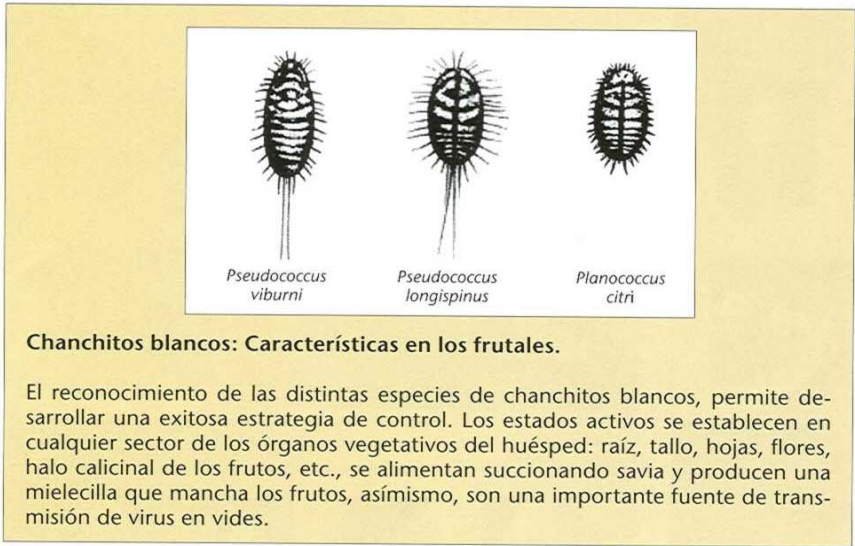 Pseudococcus viburni
Pseudococcus longispinus
Planococcus citri
Chanchitos blancos: Características en los frutales.
El reconocimiento de las distintas especies de chanchitos blancos, permite de-
sarrollar una exitosa estrategia de control. Los estados activos se establecen en
cualquier sector de los órganos vegetativos del huésped: raíz, tallo, hojas, flores,
halo calicinal de los frutos, etc., se alimentan succionando savia y producen una
mielecilla que mancha los frutos, asímismo, son una importante fuente de trans-
misión de virus en vides.